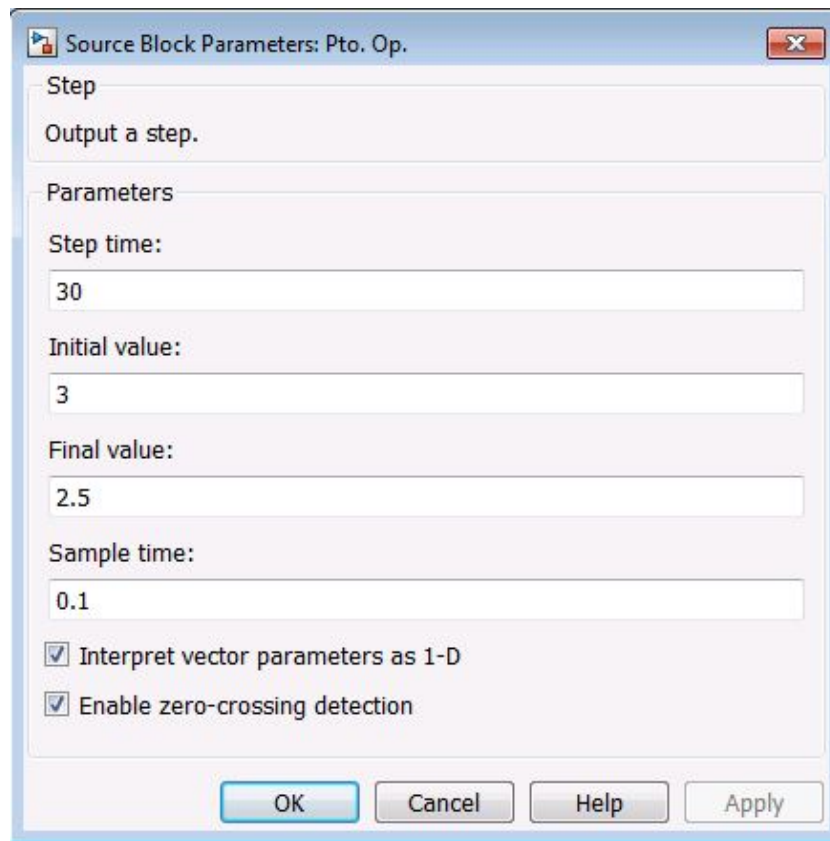 Source Block Parameters: Pto. Op.
Step
Output a step.
Parameters
Step time:
30
Initial value:
3
Final value:
2.5
Sample time:
0.1
Interpret vector parameters as 1-D
Enable zero-crossing detection
OK Cancel Help Apply